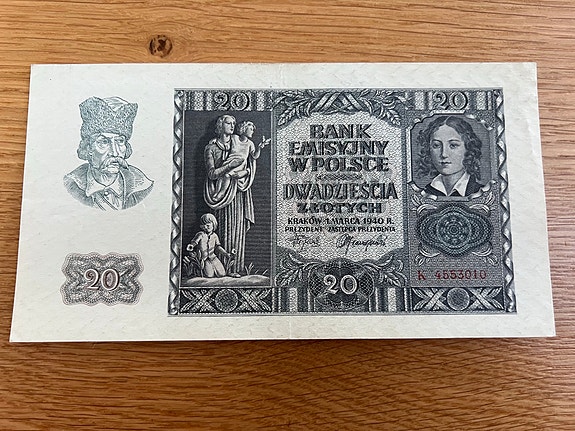 20 20
BANK
EMISYJNY
W POLSCE
DWADZIEŚCIA
ZŁOTYCH
KRAKÓW 1. MARCA 1940 R.
PREZYDENT ZASTĘPCA PREZYDENTA
K 4553010
20
20